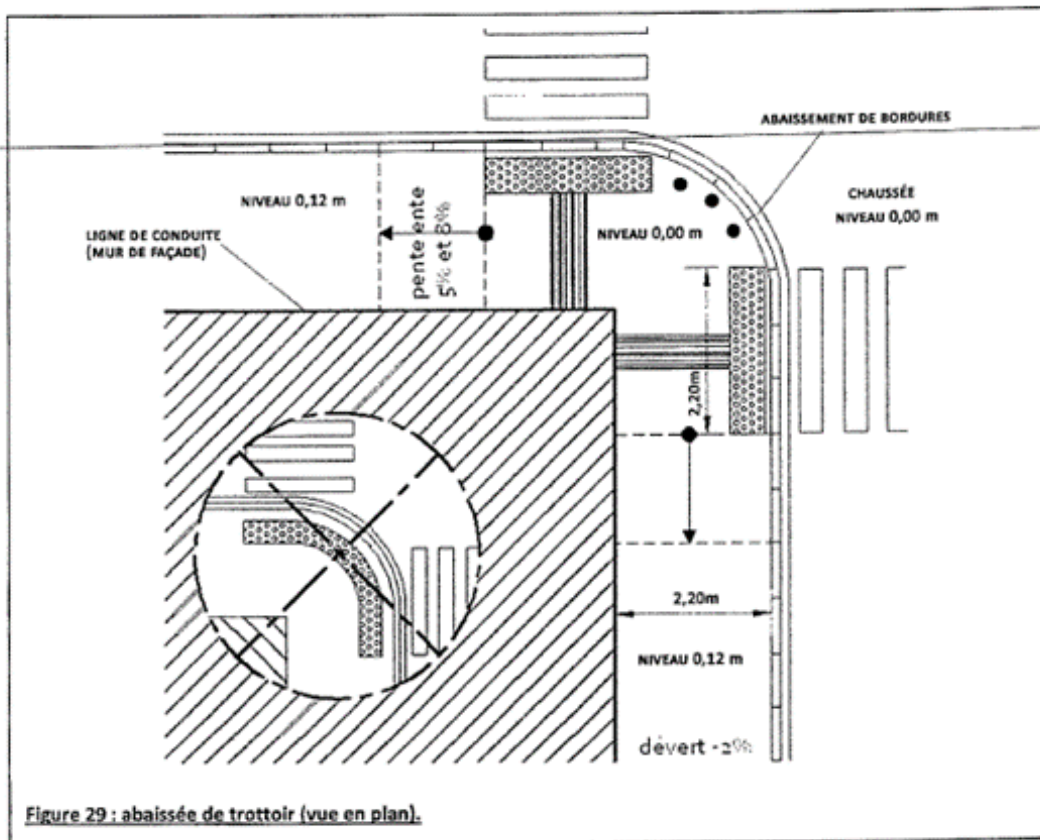 ABAISSEMENT DE BORDURES
NIVEAU 0,12 m
CHAUSSÉE
NIVEAU 0,00 m
LIGNE DE CONDUITE
(MUR DE FAÇADE)
pente ente
5% et 8%
NIVEAU 0,00 m
2,20m
2,20m
NIVEAU 0,12 m
dévert -2%
Figure 29 : abaissée de trottoir (vue en plan).